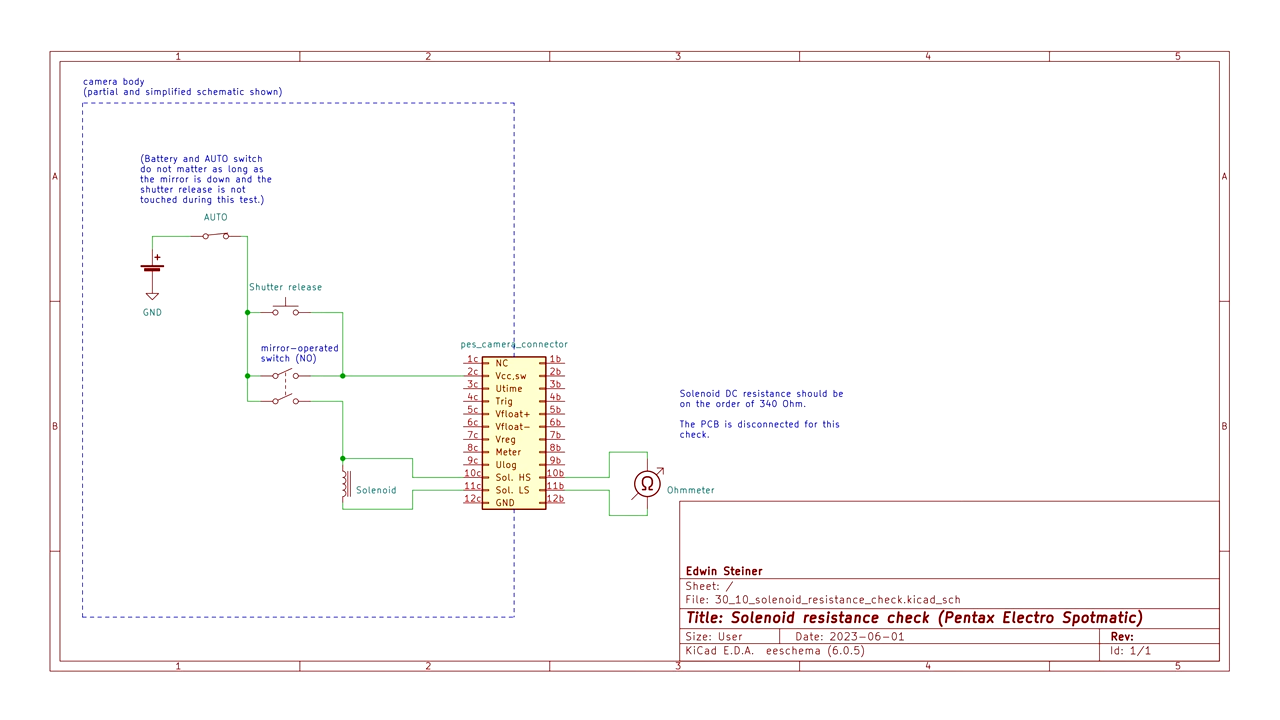 1 2 3 4 5
camera body
(partial and simplified schematic shown)
(Battery and AUTO switch
do not matter as long as
the mirror is down and the
shutter release is not
touched during this test.)
A A
AUTO
+
GND
Shutter release
mirror-operated
switch (NO)
pes_camera_connector
1c NC 1b
2c Vcc,sw 2b
3c Utime 3b
4c Trig 4b
5c Vfloat+ 5b
6c Vfloat- 6b
7c Vreg 7b
8c Meter 8b
9c Ulog 9b
10c Sol. HS 10b
11c Sol. LS 11b
12c GND 12b
Solenoid DC resistance should be
on the order of 340 Ohm.
The PCB is disconnected for this
check.
B B
Solenoid
Ω
Ohmmeter
Edwin Steiner
Sheet: /
File: 30_10_solenoid_resistance_check.kicad_sch
Title: Solenoid resistance check (Pentax Electro Spotmatic)
Size: User Date: 2023-06-01 Rev:
KiCad E.D.A. eeschema (6.0.5) Id: 1/1
1 2 3 4 5